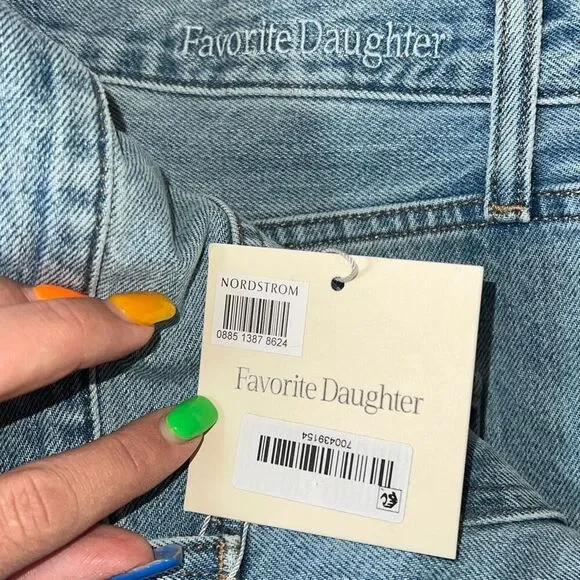 Favorite Daughter
NORDSTROM
0885 1387 8624
Favorite Daughter
700439154